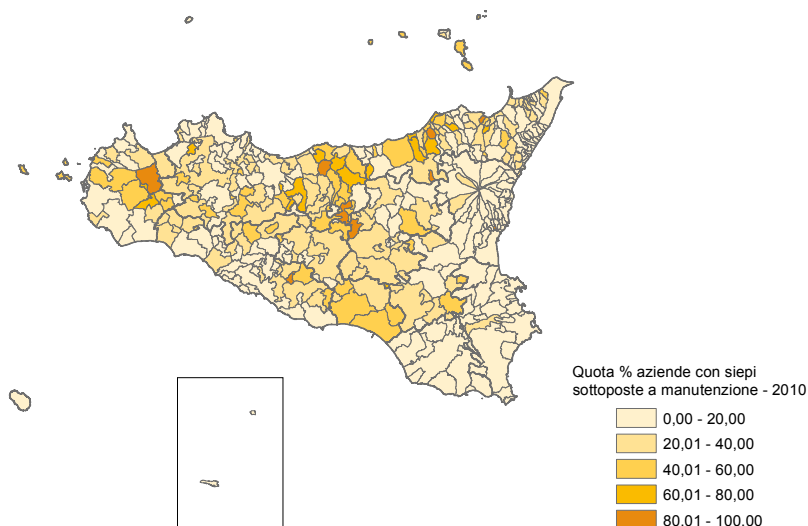 Quota % aziende con siepi
sottoposte a manutenzione - 2010
0,00 - 20,00
20,01 - 40,00
40,01 - 60,00
60,01 - 80,00
80,01 - 100,00